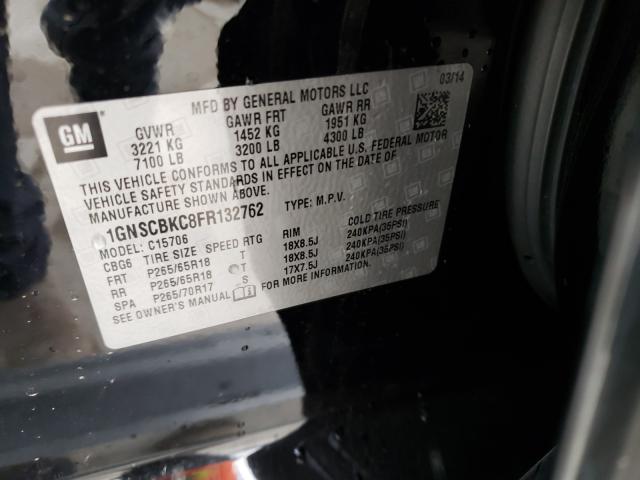 MFD BY GENERAL MOTORS LLC 03/14
GM
GVWR GAWR FRT GAWR RR
3221 KG 1452 KG 1951 KG
7100 LB 3200 LB 4300 LB
THIS VEHICLE CONFORMS TO ALL APPLICABLE U.S. FEDERAL MOTOR
VEHICLE SAFETY STANDARDS IN EFFECT ON THE DATE OF
MANUFACTURE SHOWN ABOVE.
1GNSCBKC8FR132762 TYPE: M.P.V.
MODEL: C15706
CBG6 TIRE SIZE SPEED RTG RIM COLD TIRE PRESSURE
FRT P265/65R18 T 18X8.5J 240KPA(35PSI)
RR P265/65R18 T 18X8.5J 240KPA(35PSI)
SPA P265/70R17 S 17X7.5J 240KPA(35PSI)
SEE OWNER'S MANUAL FOR MORE INFORMATION.